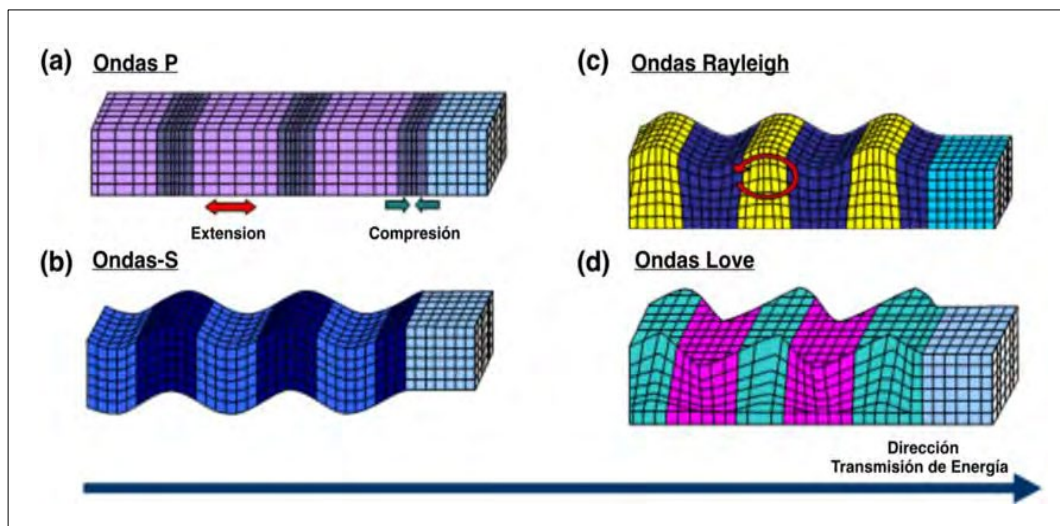 (a) Ondas P
Extension
Compresión
(b) Ondas-S
(c) Ondas Rayleigh
(d) Ondas Love
Dirección
Transmisión de Energía